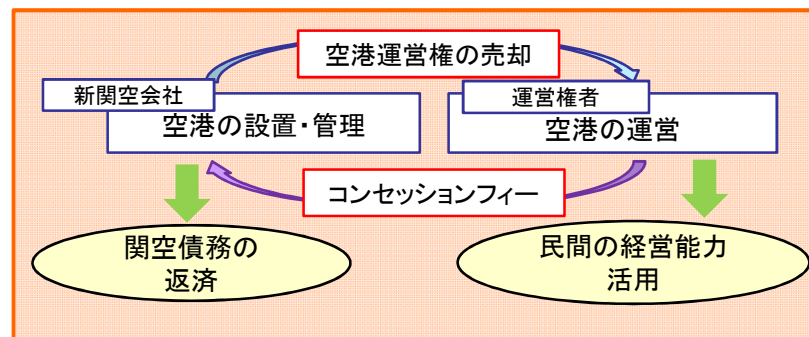 空港運営権の売却
新関空会社
空港の設置・管理
運営権者
空港の運営
コンセッションフィー
関空債務の
返済
民間の経営能力
活用